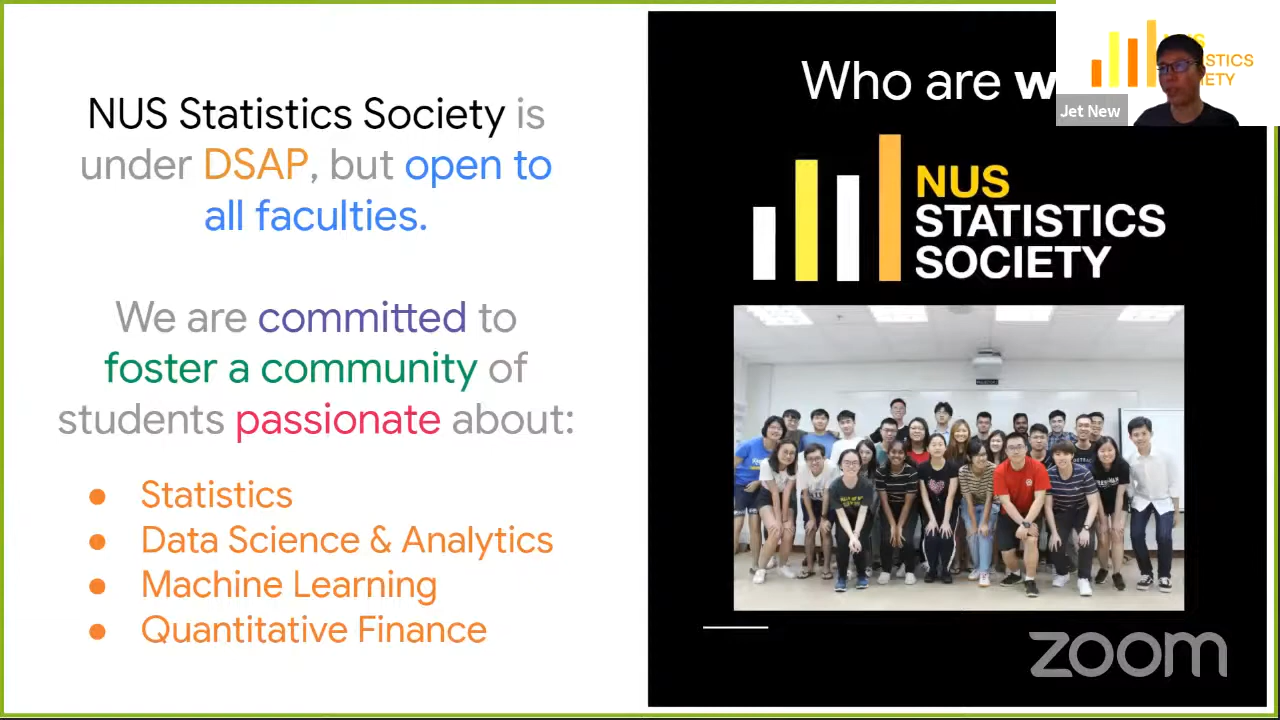 NUS Statistics Society is
under DSAP, but open to
all faculties.
We are committed to
foster a community of
students passionate about:
● Statistics
● Data Science & Analytics
● Machine Learning
● Quantitative Finance
Who are
NUS
STATISTICS
SOCIETY
Jet New
zoom